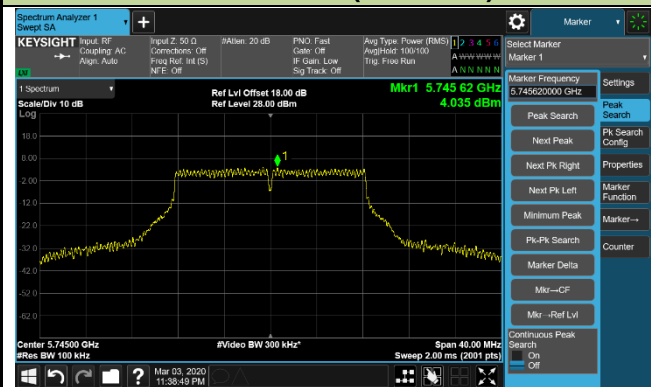 Spectrum Analyzer 1
Swept SA
KEYSIGHT
Input: RF
Coupling: AC
Align: Auto
Input Z: 50 Ω
Corrections: Off
Freq Ref: Int (S)
NFE: Off
#Atten: 20 dB
PNO: Fast
Gate: Off
IF Gain: Low
Sig Track: Off
Avg Type: Power (RMS)
Avg|Hold: 100/100
Trig: Free Run
1 2 3 4 5 6
A W W W W W
A N N N N N
LW
1 Spectrum
Scale/Div 10 dB
Log
Ref Lvl Offset 18.00 dB
Ref Level 28.00 dBm
Mkr1 5.745 62 GHz
4.035 dBm
18.0
8.00
-2.00
-12.0
-22.0
-32.0
-42.0
-52.0
-62.0
1
Center 5.74500 GHz
#Res BW 100 kHz
#Video BW 300 kHz*
Span 40.00 MHz
Sweep 2.00 ms (2001 pts)
Mar 03, 2020
11:38:49 PM
Marker
Select Marker
Marker 1
Marker Frequency
5.745620000 GHz
Peak Search
Next Peak
Next Pk Right
Next Pk Left
Minimum Peak
Pk-Pk Search
Marker Delta
Mkr→CF
Mkr→Ref Lvl
Continuous Peak
Search
On
Off
Settings
Peak
Search
Pk Search
Config
Properties
Marker
Function
Marker→
Counter